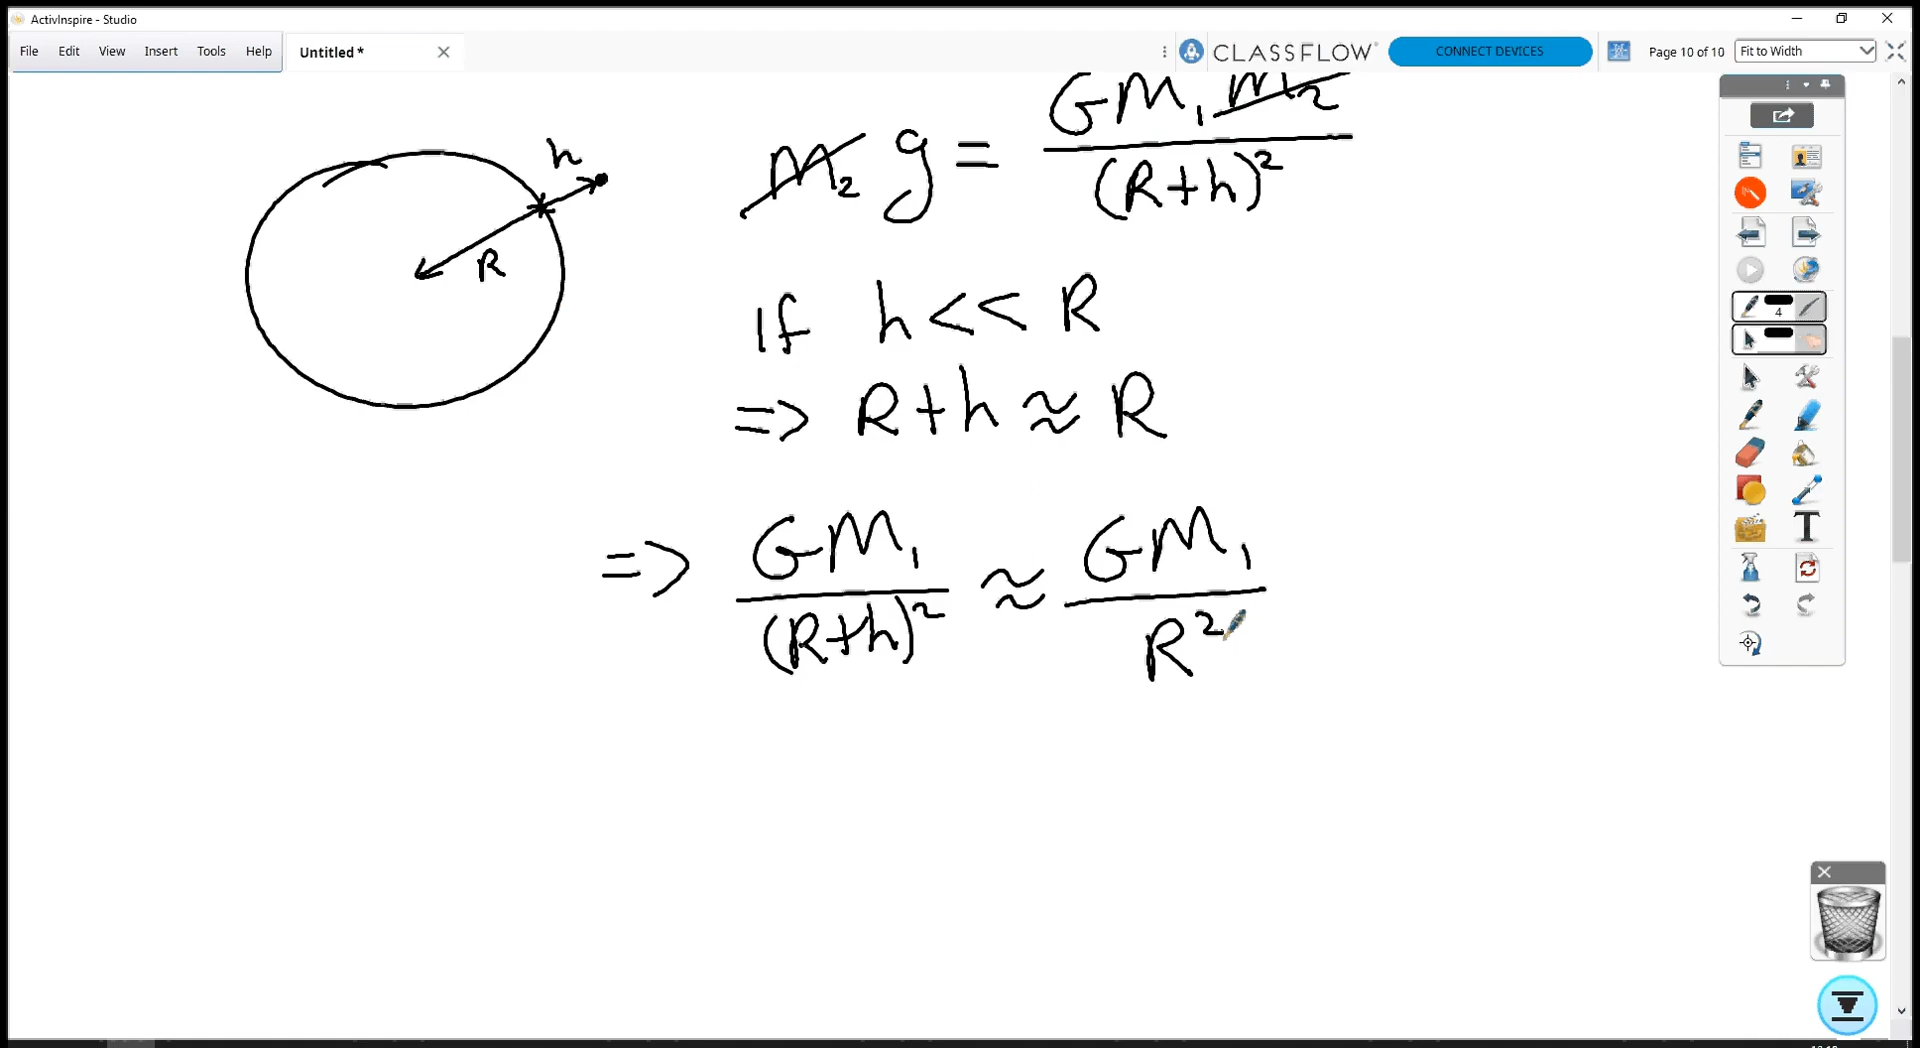 ActivInspire - Studio
File Edit View Insert Tools Help Untitled * CLASSFLOW CONNECT DEVICES Page 10 of 10 Fit to Width
GM₁M₂
M₂ g =
(R+h)²
h
R
If h << R
=> R+h ≈ R
=> GM₁ ≈ GM₁
(R+h)² R²
4
T